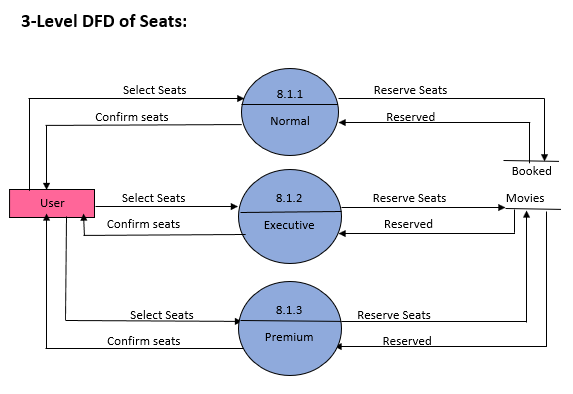 3-Level DFD of Seats:
Select Seats
8.1.1
Reserve Seats
Confirm seats
Normal
Reserved
Booked
User
Select Seats
8.1.2
Reserve Seats
Movies
Confirm seats
Executive
Reserved
Select Seats
8.1.3
Reserve Seats
Confirm seats
Premium
Reserved